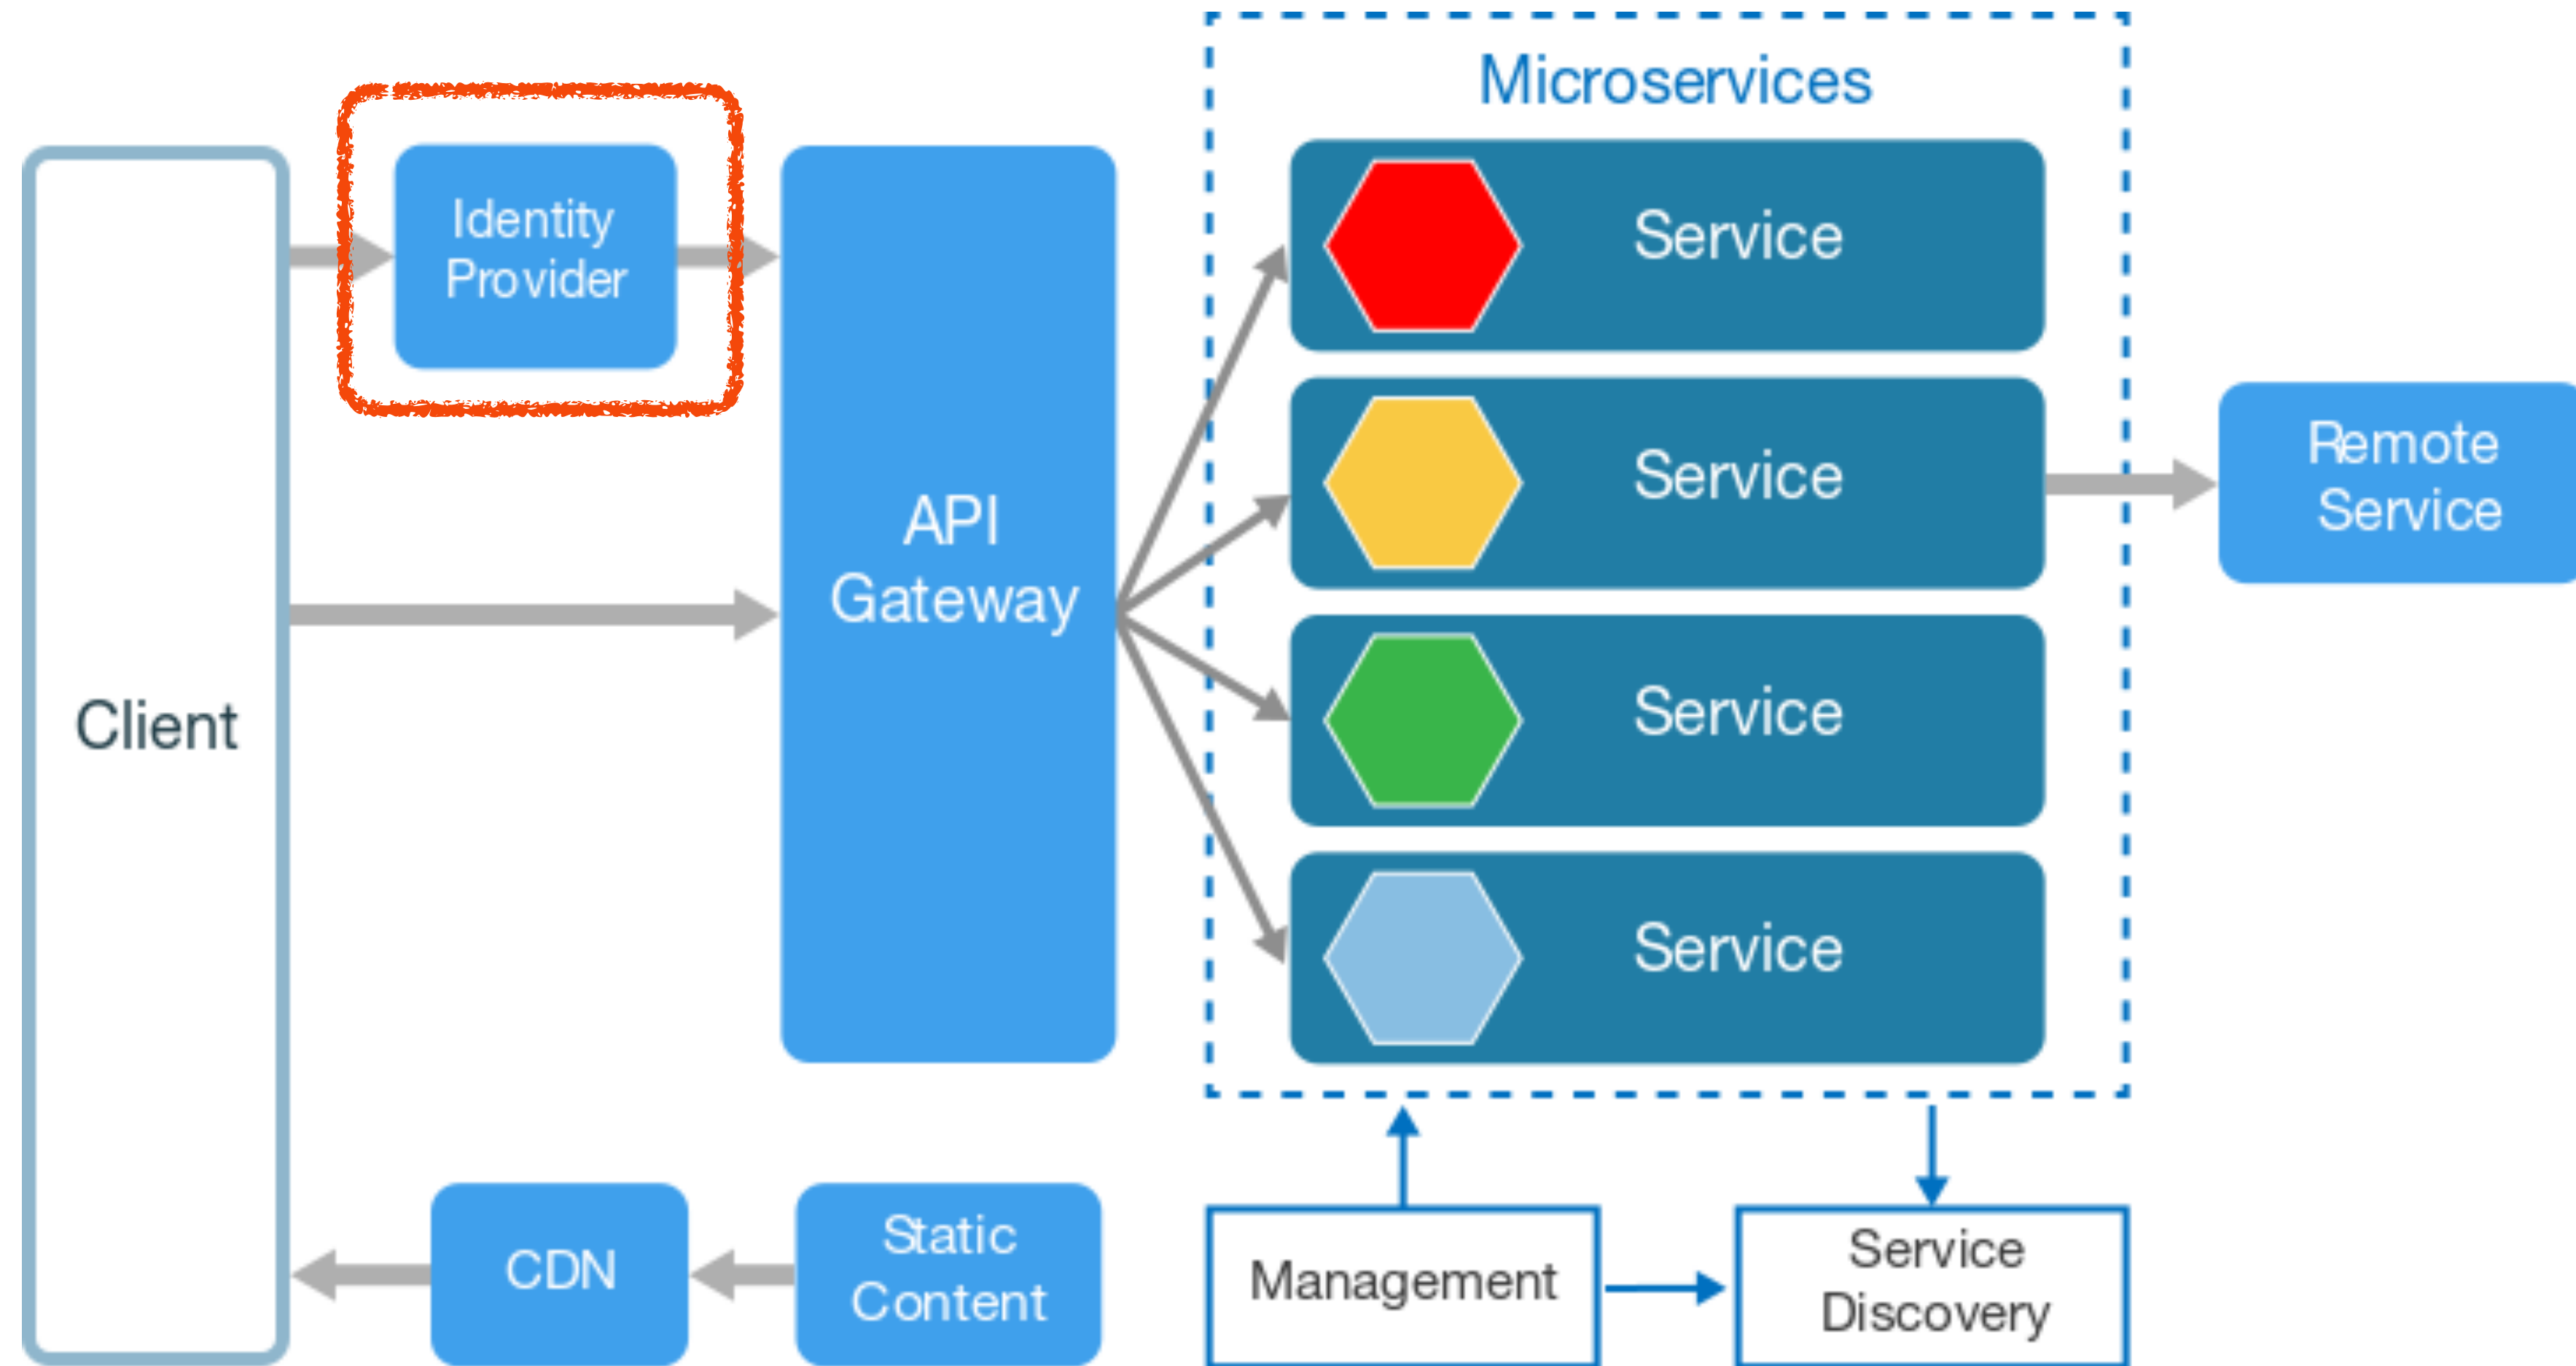 Microservices
Identity
Provider
Service
API
Gateway
Service
Remote
Service
Client
Service
Service
CDN
Static
Content
Management
Service
Discovery